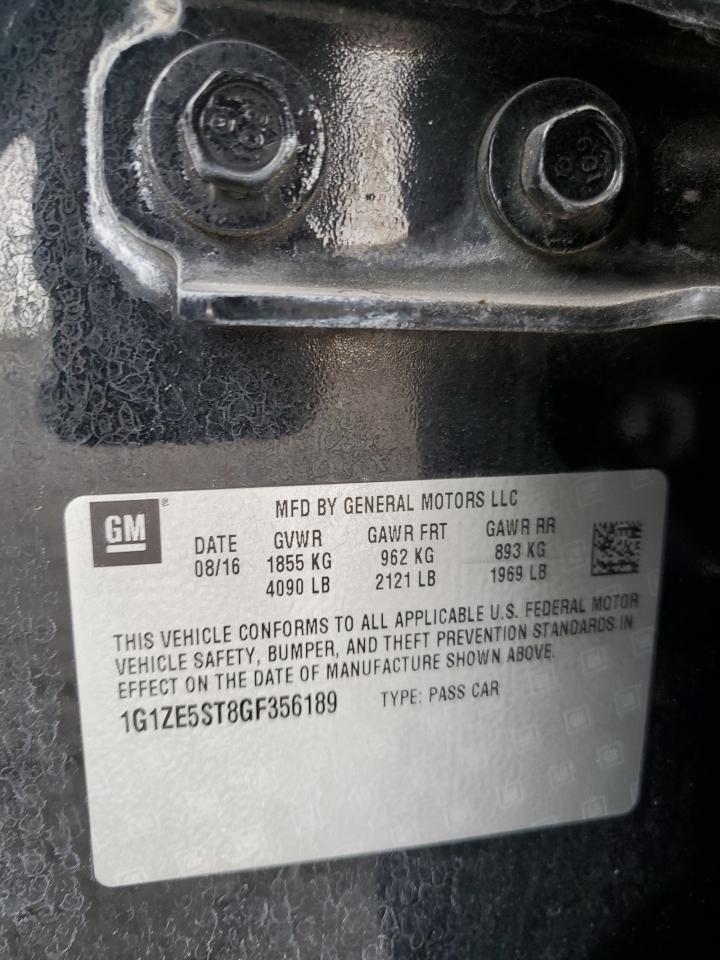 GM ®
MFD BY GENERAL MOTORS LLC
DATE GVWR GAWR FRT GAWR RR
08/16 1855 KG 962 KG 893 KG
4090 LB 2121 LB 1969 LB
THIS VEHICLE CONFORMS TO ALL APPLICABLE U.S. FEDERAL MOTOR
VEHICLE SAFETY, BUMPER, AND THEFT PREVENTION STANDARDS IN
EFFECT ON THE DATE OF MANUFACTURE SHOWN ABOVE.
1G1ZE5ST8GF356189 TYPE: PASS CAR